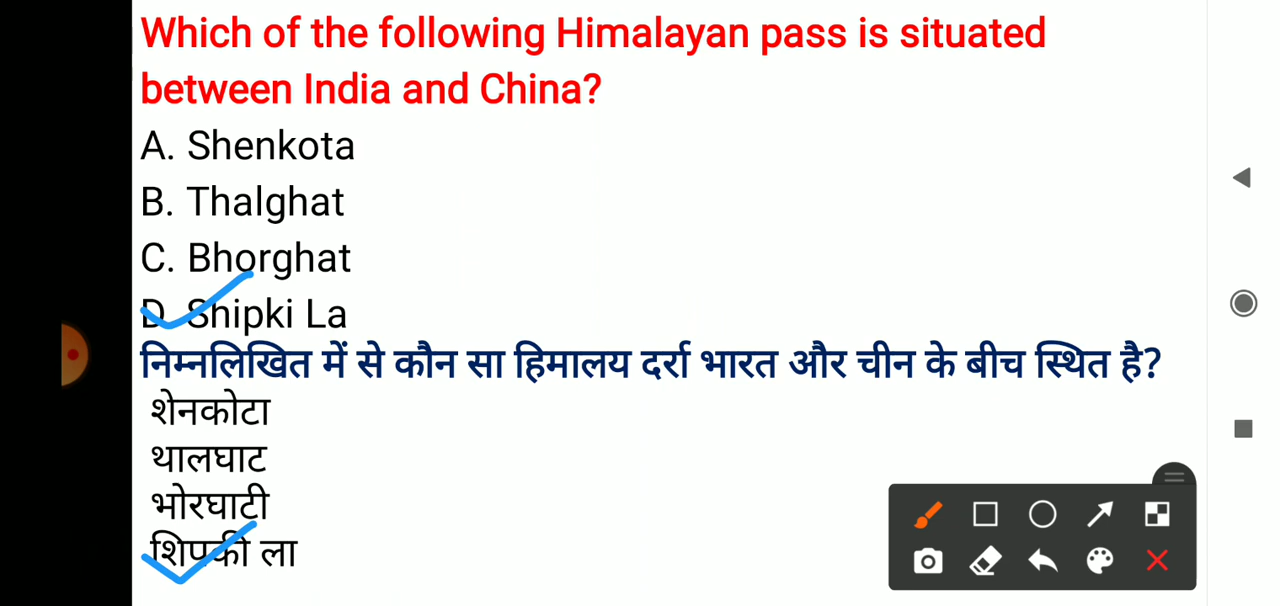 Which of the following Himalayan pass is situated
between India and China?
A. Shenkota
B. Thalghat
C. Bhorghat
D. Shipki La
निम्नलिखित में से कौन सा हिमालय दर्रा भारत और चीन के बीच स्थित है?
शेनकोटा
थालघाट
भोरघाटी
शिपकी ला